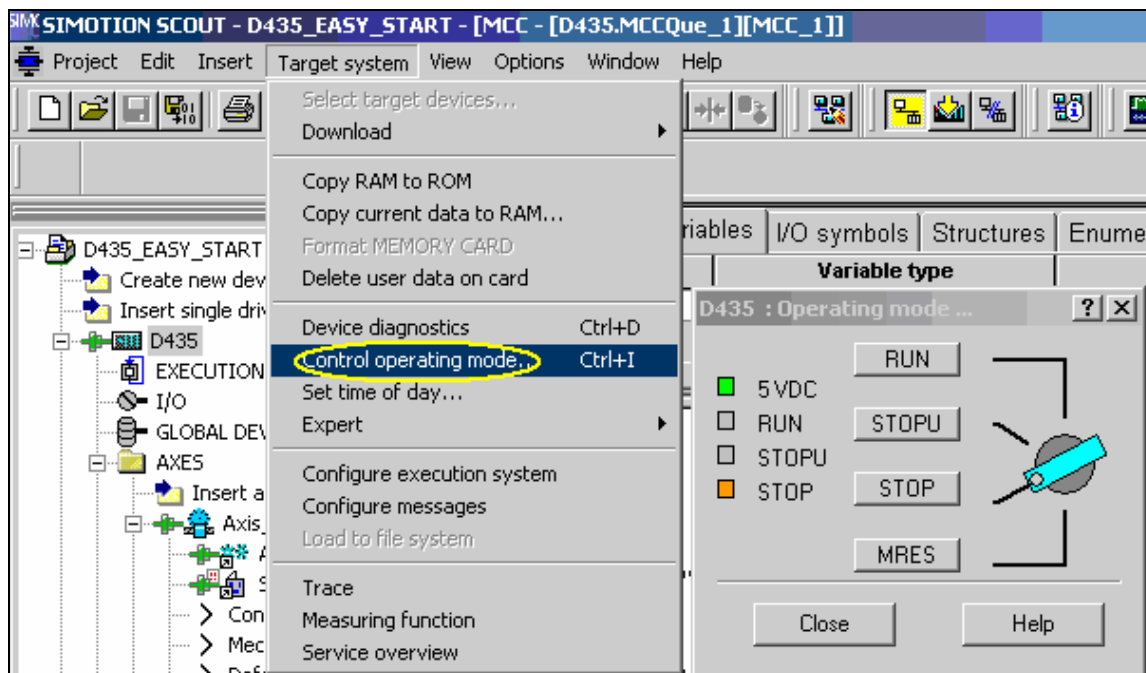 SIMOTION SCOUT - D435_EASY_START - [MCC - [D435.MCCQue_1][MCC_1]]
Project Edit Insert Target system View Options Window Help
Select target devices...
Download
Copy RAM to ROM
Copy current data to RAM...
Format MEMORY CARD
Delete user data on card
Device diagnostics Ctrl+D
Control operating mode... Ctrl+I
Set time of day...
Expert
Configure execution system
Configure messages
Load to file system
Trace
Measuring function
Service overview
D435_EASY_START
Create new dev
Insert single driv
D435
EXECUTION
I/O
GLOBAL DEV
AXES
Insert a
Axis_
A
S
Con
Mec
riables I/O symbols Structures Enume
Variable type
D435 : Operating mode ...
5 VDC
RUN
STOPU
STOP
RUN
STOPU
STOP
MRES
Close Help